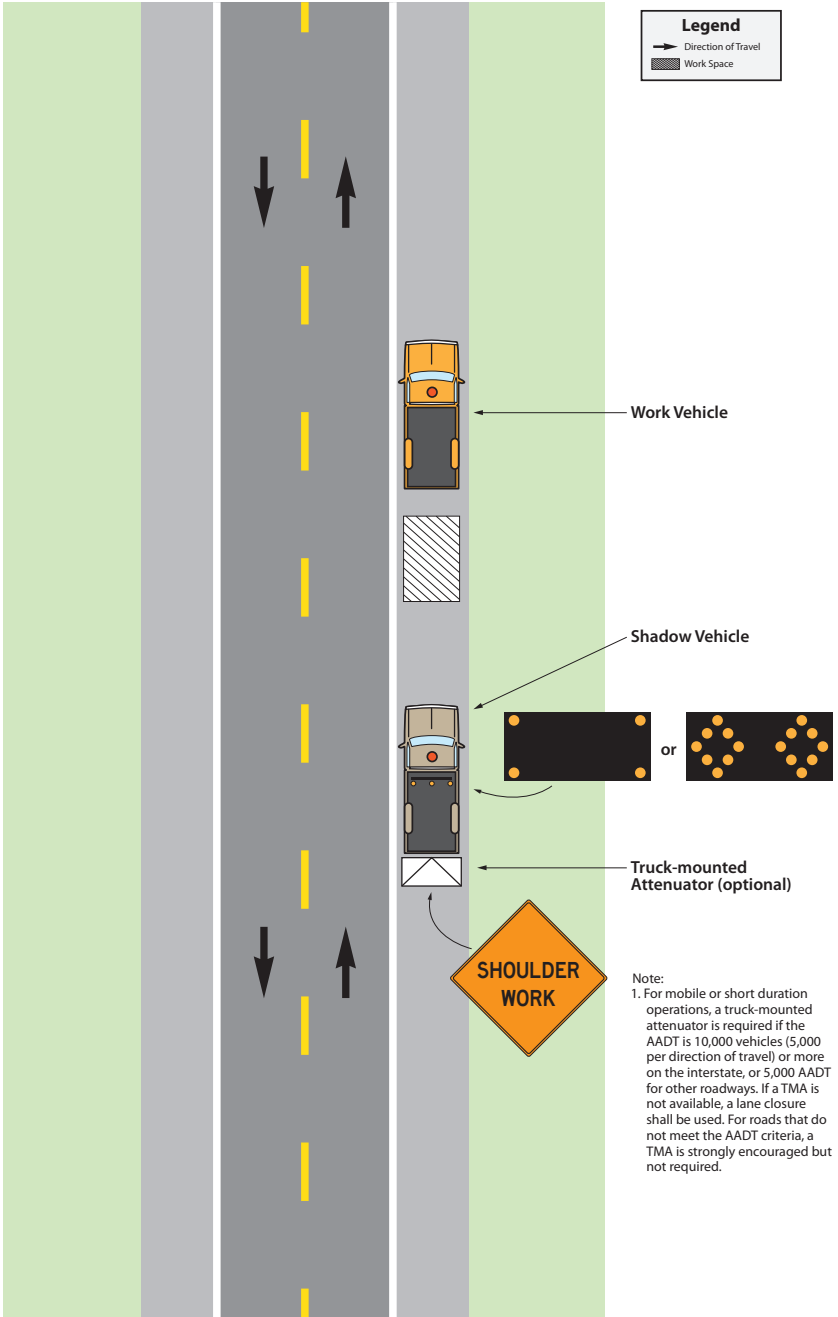 Legend
Direction of Travel
Work Space
Work Vehicle
Shadow Vehicle
or
Truck-mounted
Attenuator (optional)
SHOULDER
WORK
Note:
1. For mobile or short duration
operations, a truck-mounted
attenuator is required if the
AADT is 10,000 vehicles (5,000
per direction of travel) or more
on the interstate, or 5,000 AADT
for other roadways. If a TMA is
not available, a lane closure
shall be used. For roads that do
not meet the AADT criteria, a
TMA is strongly encouraged but
not required.